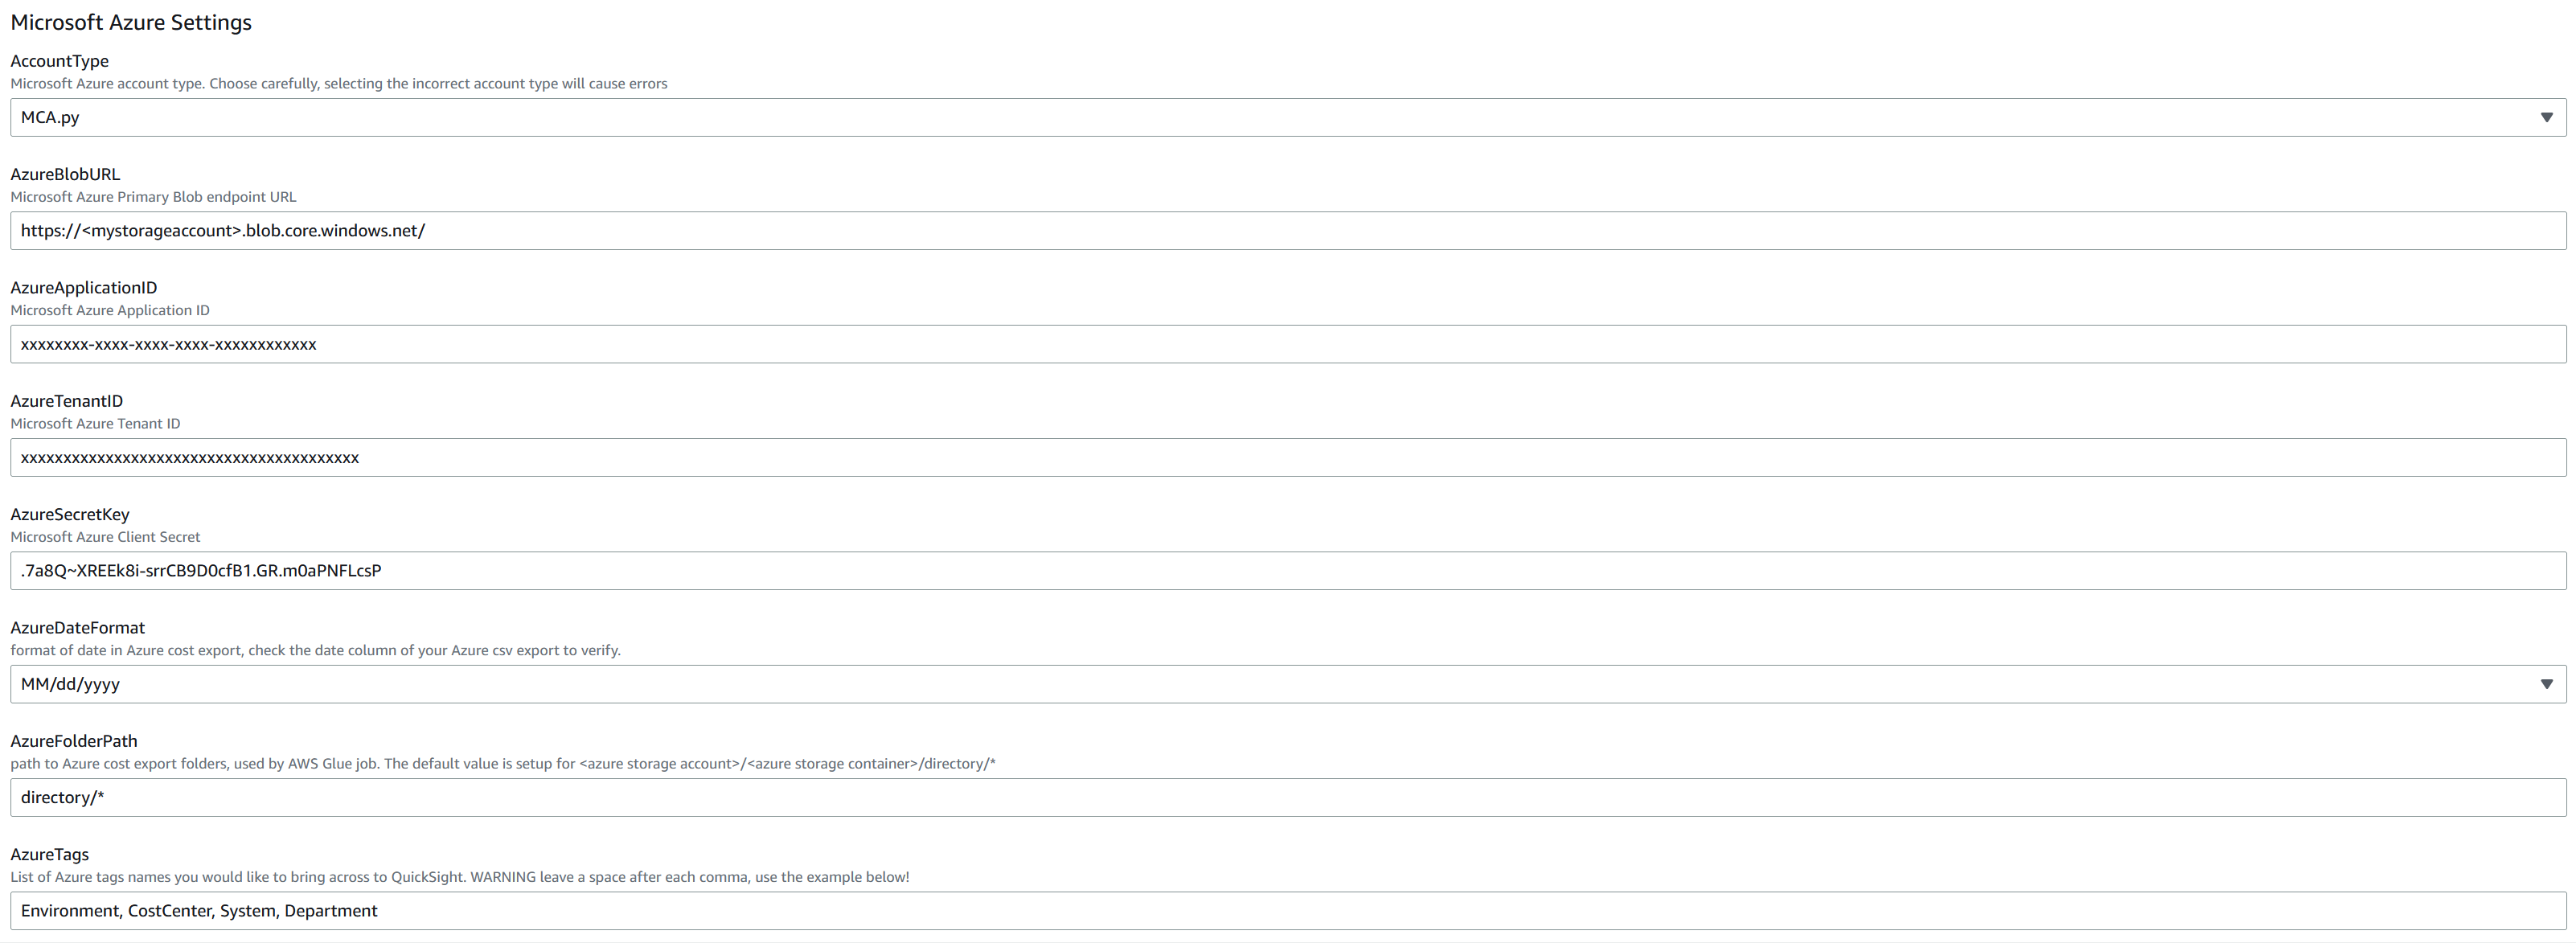 Microsoft Azure Settings
AccountType
Microsoft Azure account type. Choose carefully, selecting the incorrect account type will cause errors
MCA.py
AzureBlobURL
Microsoft Azure Primary Blob endpoint URL
https://<mystorageaccount>.blob.core.windows.net/
AzureApplicationID
Microsoft Azure Application ID
xxxxxxxx-xxxx-xxxx-xxxx-xxxxxxxxxxxx
AzureTenantID
Microsoft Azure Tenant ID
xxxxxxxxxxxxxxxxxxxxxxxxxxxxxxxxxxxxxxxx
AzureSecretKey
Microsoft Azure Client Secret
.7a8Q~XREEk8i-srrCB9D0cfB1.GR.m0aPNFLcsP
AzureDateFormat
format of date in Azure cost export, check the date column of your Azure csv export to verify.
MM/dd/yyyy
AzureFolderPath
path to Azure cost export folders, used by AWS Glue job. The default value is setup for <azure storage account>/<azure storage container>/directory/*
directory/*
AzureTags
List of Azure tags names you would like to bring across to QuickSight. WARNING leave a space after each comma, use the example below!
Environment, CostCenter, System, Department